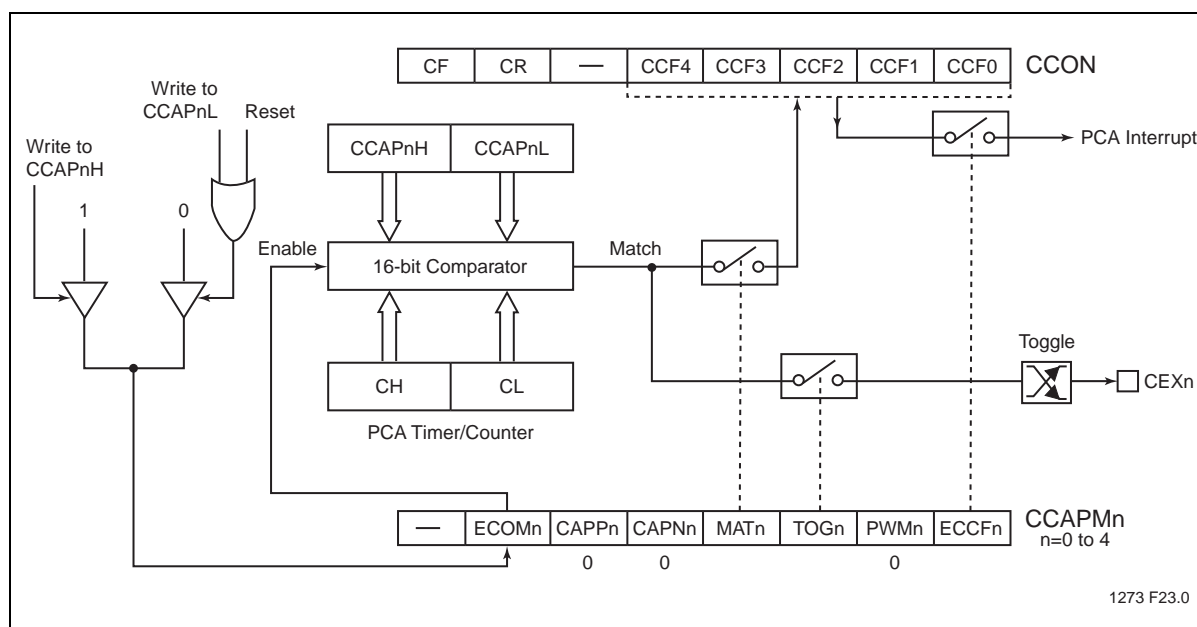 CF CR — CCF4 CCF3 CCF2 CCF1 CCF0 CCON
Write to
CCAPnL
Reset
Write to
CCAPnH
CCAPnH CCAPnL
PCA Interrupt
1 0
Enable
16-bit Comparator
Match
CH CL
PCA Timer/Counter
Toggle
CEXn
— ECOMn CAPPn CAPNn MATn TOGn PWMn ECCFn CCAPMn
n=0 to 4
0 0 0
1273 F23.0